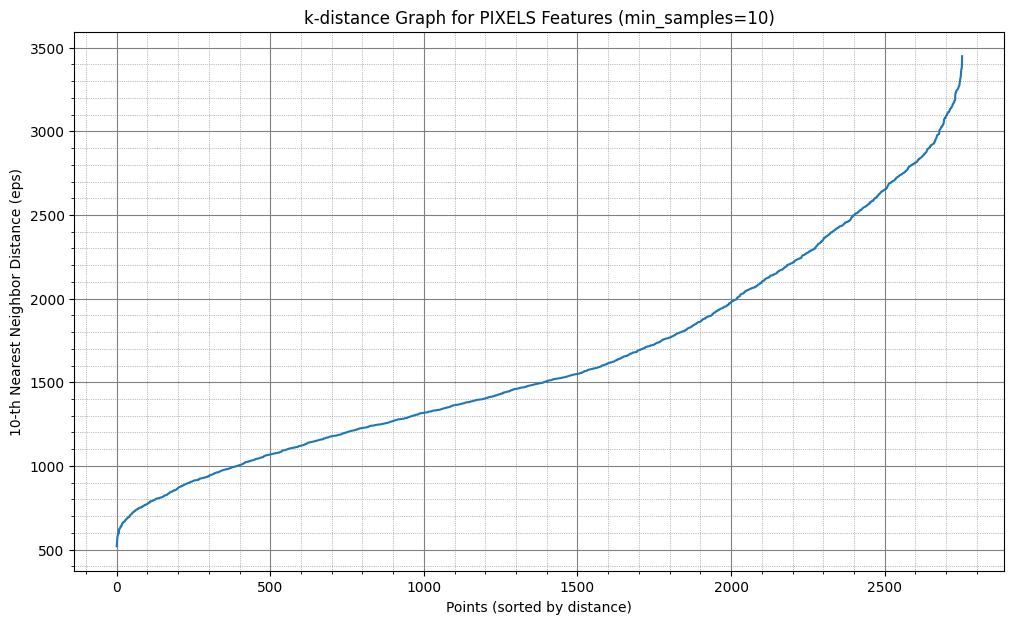 k-distance Graph for PIXELS Features (min_samples=10)
3500
3000
2500
2000
1500
1000
500
10-th Nearest Neighbor Distance (eps)
0 500 1000 1500 2000 2500
Points (sorted by distance)